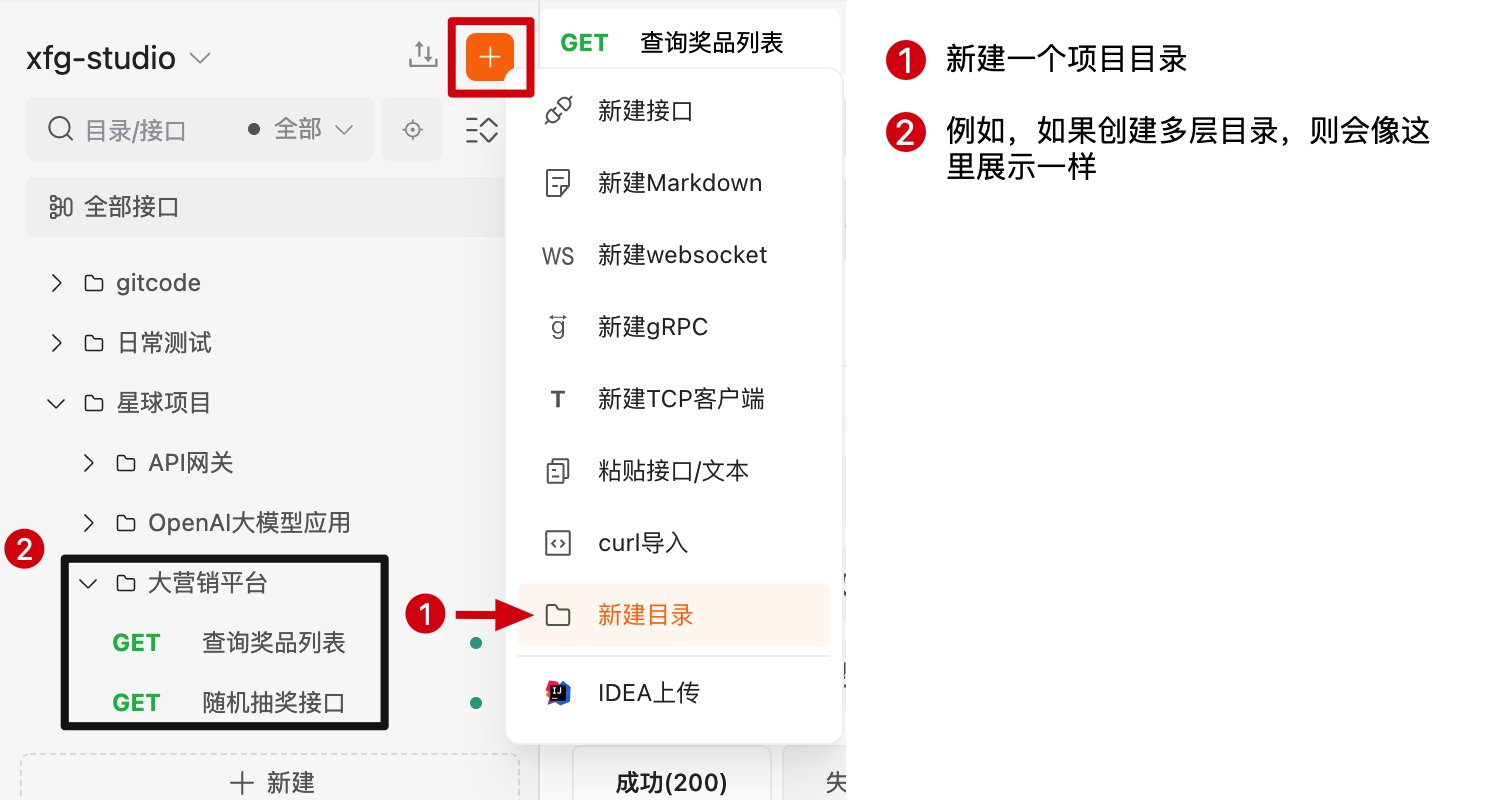 xfg-studio
GET 查询奖品列表
目录/接口 全部
全部接口
gitcode
日常测试
星球项目
API网关
OpenAI大模型应用
2
大营销平台
GET 查询奖品列表
GET 随机抽奖接口
新建
新建接口
新建Markdown
WS 新建websocket
g 新建gRPC
T 新建TCP客户端
粘贴接口/文本
curl导入
1
新建目录
IJ IDEA上传
成功(200)
失
1 新建一个项目目录
2 例如，如果创建多层目录，则会像这
里展示一样